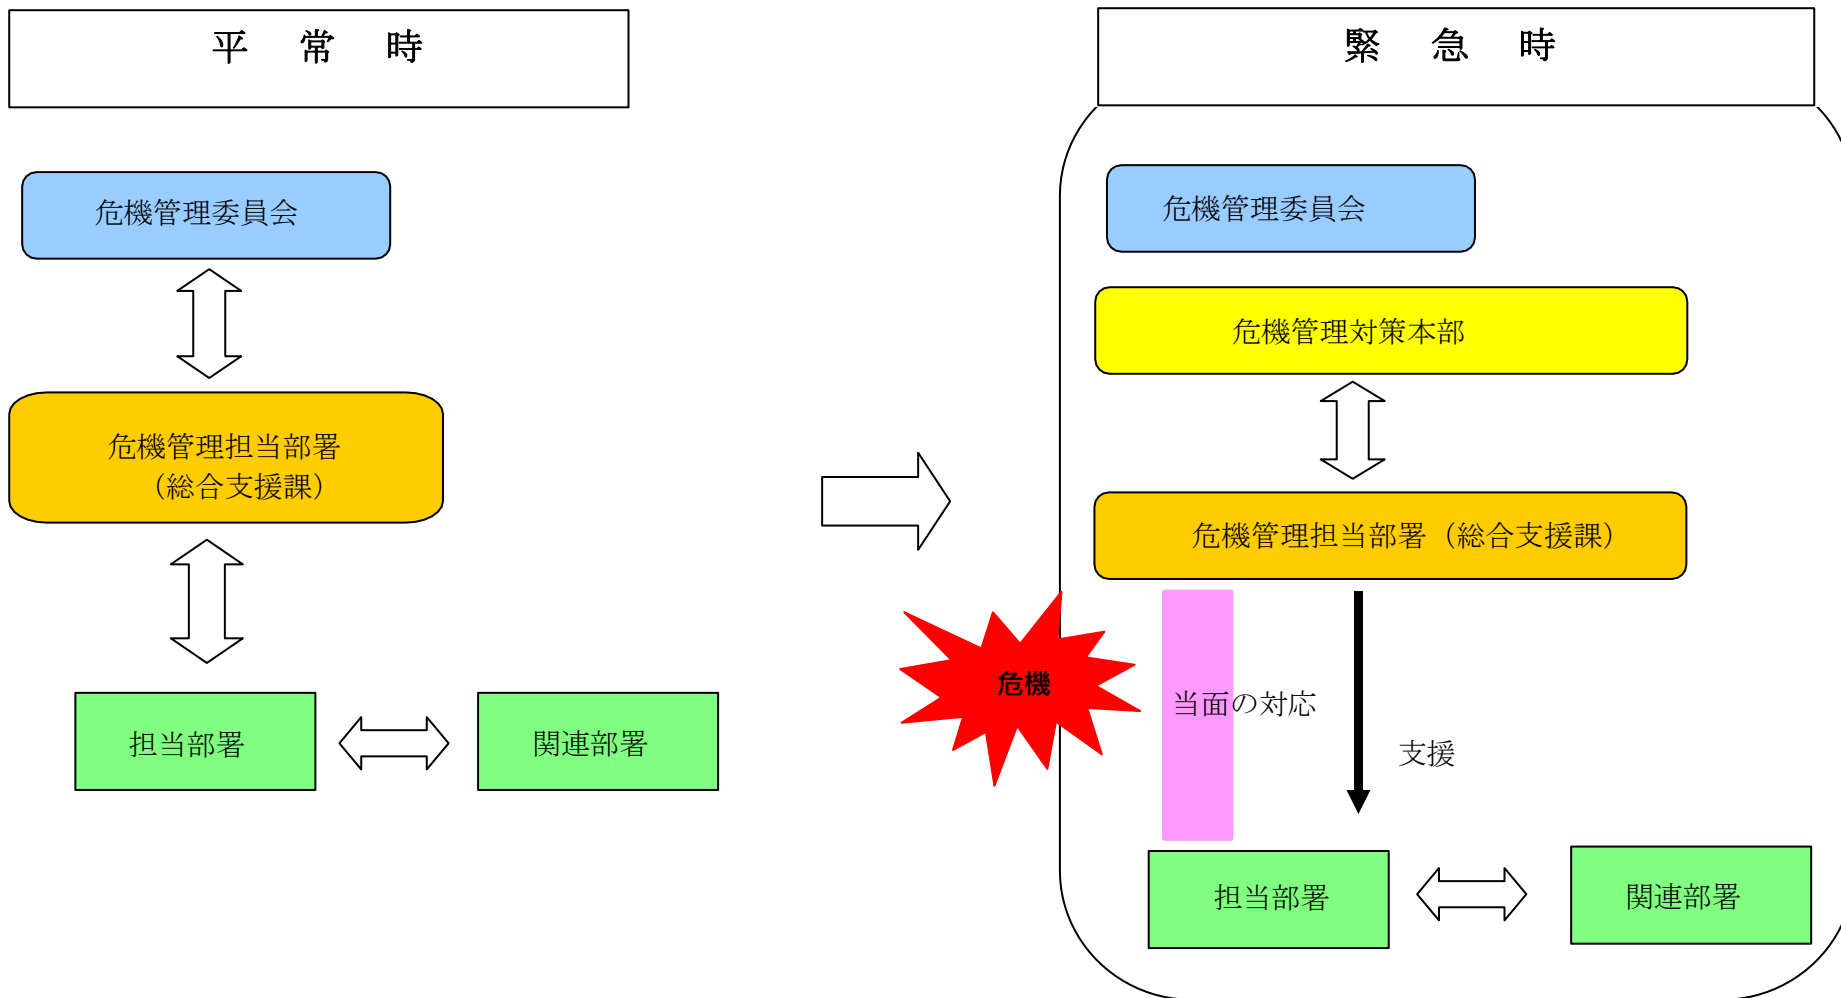 平 常 時
危機管理委員会
危機管理担当部署
（総合支援課）
担当部署
関連部署
緊 急 時
危機管理委員会
危機管理対策本部
危機管理担当部署（総合支援課）
危機
当面の対応
支援
担当部署
関連部署